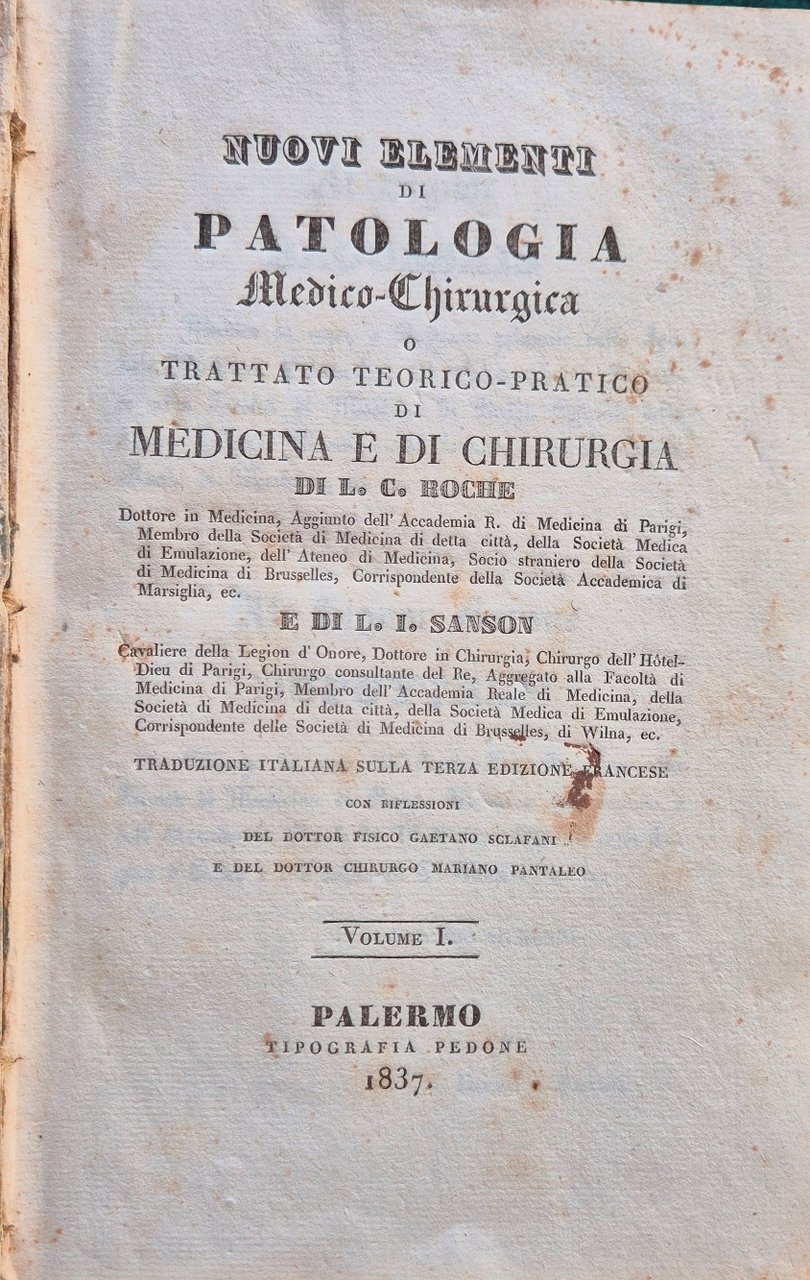 NUOVI ELEMENTI
DI
PATOLOGIA
Medico-Chirurgica
O
TRATTATO TEORICO-PRATICO
DI
MEDICINA E DI CHIRURGIA
DI L. C. ROCHE
Dottore in Medicina, Aggiunto dell' Accademia R. di Medicina di Parigi,
Membro della Società di Medicina di detta città, della Società Medica
di Emulazione, dell' Ateneo di Medicina, Socio straniero della Società
di Medicina di Brusselles, Corrispondente della Società Accademica di
Marsiglia, ec.
E DI L. I. SANSON
Cavaliere della Legion d' Onore, Dottore in Chirurgia, Chirurgo dell' Hôtel-
Dieu di Parigi, Chirurgo consultante del Re, Aggregato alla Facoltà di
Medicina di Parigi, Membro dell' Accademia Reale di Medicina, della
Società di Medicina di detta città, della Società Medica di Emulazione,
Corrispondente delle Società di Medicina di Brusselles, di Wilna, ec.
TRADUZIONE ITALIANA SULLA TERZA EDIZIONE FRANCESE
CON RIFLESSIONI
DEL DOTTOR FISICO GAETANO SCLAFANI
E DEL DOTTOR CHIRURGO MARIANO PANTALEO
VOLUME I.
PALERMO
TIPOGRAFIA PEDONE
1837.